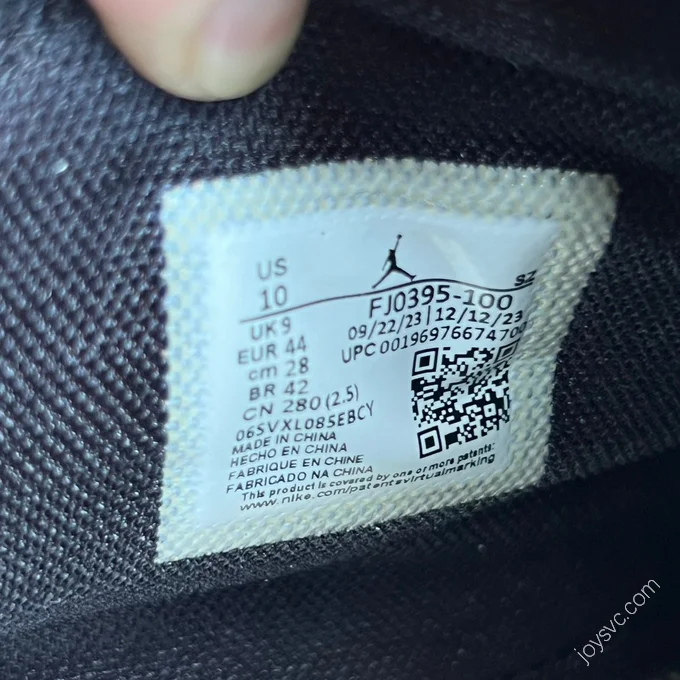 US
10
SZ
FJ0395-100
UK 9
09/22/23 | 12/12/23
EUR 44
UPC 00196976674700
cm 28
BR 42
CN 280 (2.5)
065VXL085EBCY
MADE IN CHINA
HECHO EN CHINA
FABRIQUE EN CHINE
FABRICADO NA CHINA
This product is covered by one or more patents:
www.nike.com/patentsvirtualmarking
joysvc.com